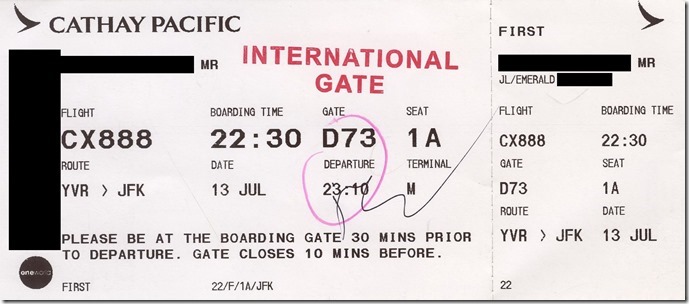 CATHAY PACIFIC
MR
INTERNATIONAL
GATE
FLIGHT BOARDING TIME GATE SEAT
CX888 22:30 D73 1A
ROUTE DATE DEPARTURE TERMINAL
YVR > JFK 13 JUL 23:10 M
PLEASE BE AT THE BOARDING GATE 30 MINS PRIOR
TO DEPARTURE. GATE CLOSES 10 MINS BEFORE.
oneworld
FIRST 22/F/1A/JFK
FIRST
MR
JL/EMERALD
FLIGHT BOARDING TIME
CX888 22:30
GATE SEAT
D73 1A
ROUTE DATE
YVR > JFK 13 JUL
22